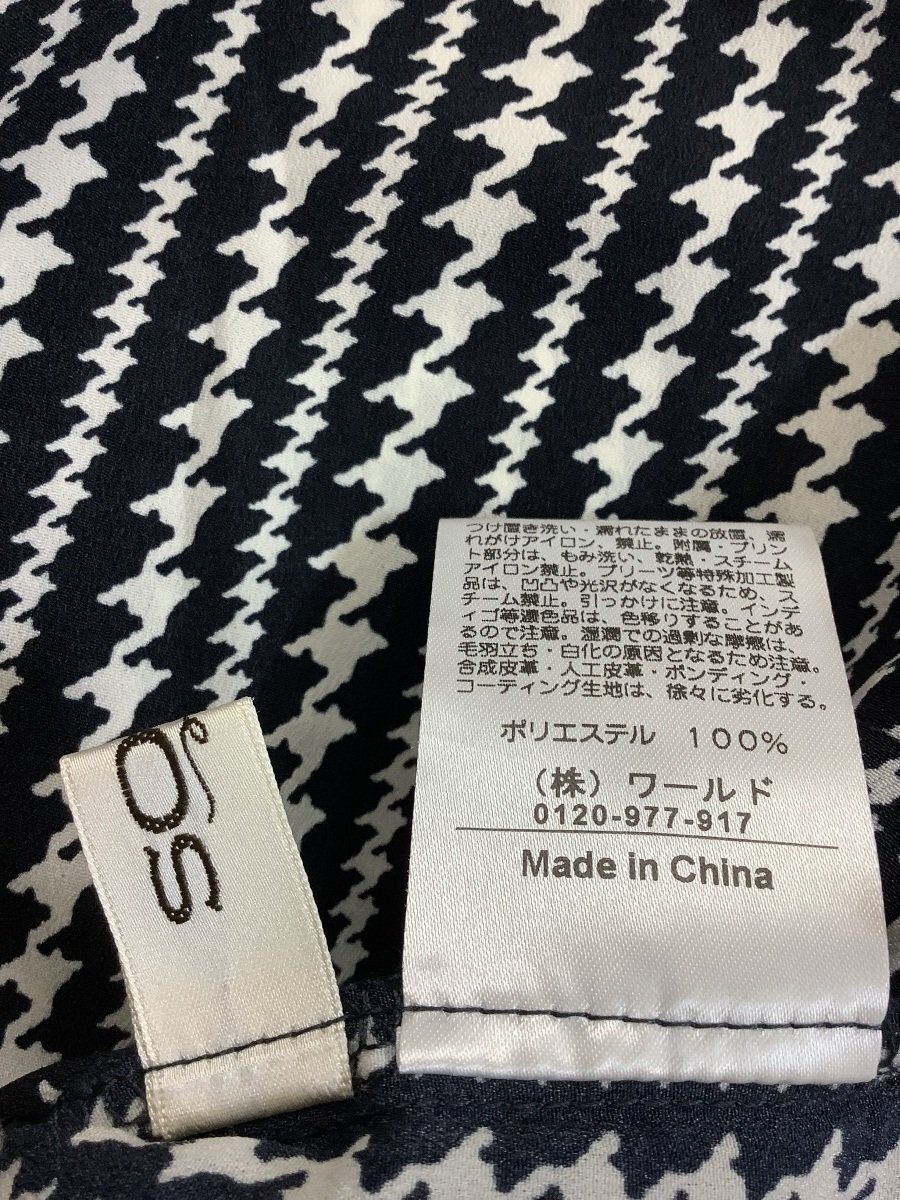 つけ置き洗い・濡れたままの放置、濡
れがけアイロン、禁止。附属・プリン
ト部分は、もみ洗い、乾熱・スチーム
アイロン禁止。プリーツ等特殊加工製
品は、凹凸や光沢がなくなるため、ス
チーム禁止。引っかけに注意。インデ
ィゴ等濃色品は、色移りすることがあ
るので注意。湿潤での過剰な摩擦は、
毛羽立ち・白化の原因となるため注意。
合成皮革・人工皮革・ボンディング・
コーティング生地は、徐々に劣化する。
ポリエステル 100%
(株) ワールド
0120-977-917
Made in China